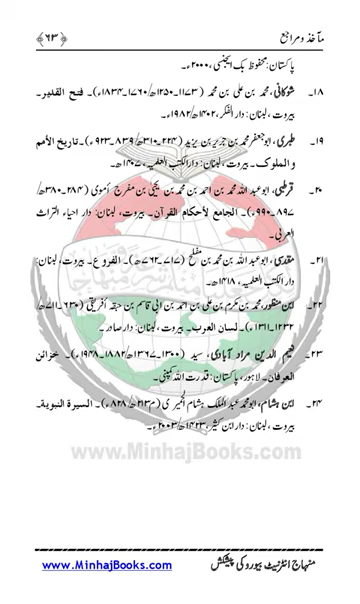 مآخذ و مراجع ﴿۶۳﴾
پاکستان: محفوظ بک ایجنسی، ۲۰۰۰ء۔
۱۸۔ شوکانی، محمد بن علی بن محمد (۱۱۷۳۔۱۲۵۰ھ/۱۷۶۰۔۱۸۳۴ء)۔ فتح القدیر۔
بیروت، لبنان: دار الفکر، ۱۴۰۲ھ/۱۹۸۲ء۔
۱۹۔ طبری، ابوجعفر محمد بن جریر بن یزید (۲۲۴۔۳۱۰ھ/۸۳۹۔۹۲۳ء)۔ تاریخ الأمم
و الملوک۔ بیروت، لبنان: دار الکتب العلمیہ، ۱۴۰۷ھ۔
۲۰۔ قرطبی، ابو عبد اللہ محمد بن احمد بن محمد بن یحییٰ بن مفرج اُموی (۲۸۴۔۳۸۰ھ/
۸۹۷۔۹۹۰ء)۔ الجامع لأحکام القرآن۔ بیروت، لبنان: دار احیاء التراث
العربی۔
۲۱۔ مقدسی، ابو عبد اللہ محمد بن مفلح (۷۱۷۔۷۶۲ھ)۔ الفروع۔ بیروت، لبنان:
دار الکتب العلمیہ، ۱۴۱۸ھ۔
۲۲۔ ابن منظور، محمد بن مکرم بن علی بن احمد بن ابی قاسم بن حبقہ افریقی (۶۳۰۔۷۱۱ھ/
۱۲۳۲۔۱۳۱۱ء)۔ لسان العرب۔ بیروت، لبنان: دار صادر۔
۲۳۔ نعیم الدین مراد آبادی، سید (۱۳۰۰۔۱۳۶۷ھ/۱۸۸۲۔۱۹۴۸ء)۔ خزائن
العرفان۔ لاہور، پاکستان: قدرت اللہ کمپنی۔
۲۴۔ ابن ہشام، ابو محمد عبد الملک بن ہشام الحمیری (م۲۱۳ھ/۸۲۸ء)۔ السیرۃ النبویۃ۔
بیروت، لبنان: دار ابن کثیر، ۱۴۲۳ھ/۲۰۰۳ء۔
www.MinhajBooks.com
منہاج انٹرنیٹ بیورو کی پیشکش www.MinhajBooks.com